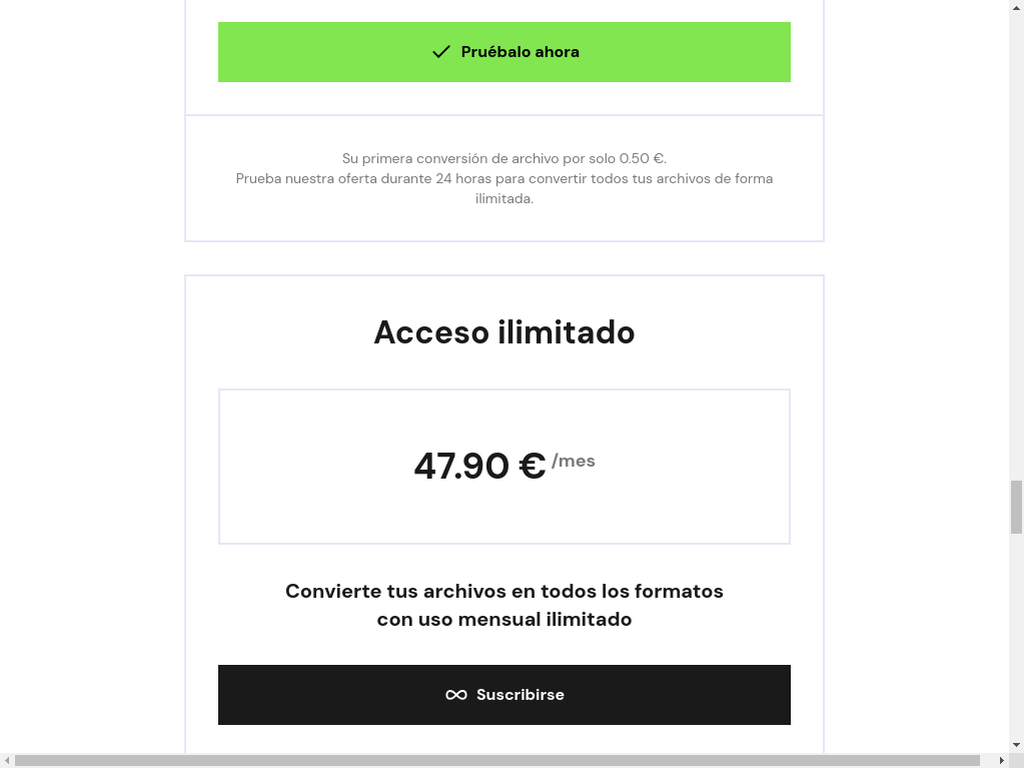 Pruébalo ahora
Su primera conversión de archivo por solo 0.50 €.
Prueba nuestra oferta durante 24 horas para convertir todos tus archivos de forma
ilimitada.
Acceso ilimitado
47.90 € /mes
Convierte tus archivos en todos los formatos
con uso mensual ilimitado
Suscribirse